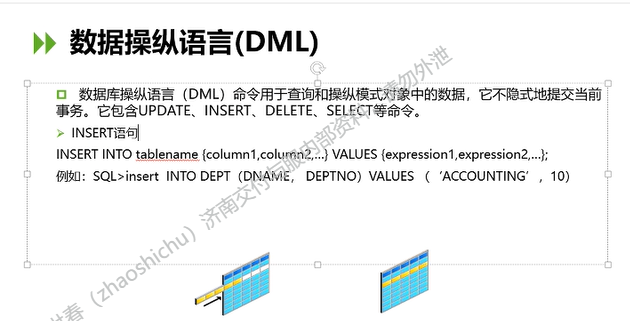 数据操纵语言(DML)
数据库操纵语言（DML）命令用于查询和操纵模式对象中的数据，它不隐式地提交当前
事务。它包含UPDATE、INSERT、DELETE、SELECT等命令。
INSERT语句
INSERT INTO tablename {column1,column2,...} VALUES {expression1,expression2,...};
例如：SQL>insert  INTO DEPT（DNAME， DEPTNO）VALUES （‘ACCOUNTING’，10）
（zhaoshichu）济南交付专服内部资料，请勿外泄